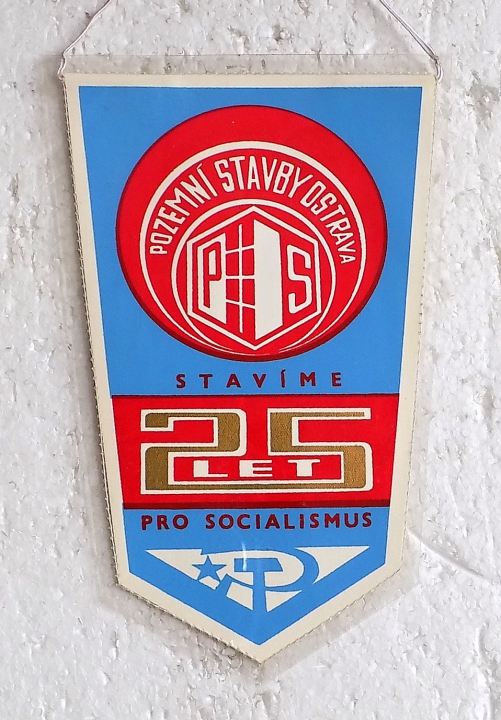 POZEMNÍ STAVBY OSTRAVA
P S
STAVÍME
25
LET
PRO SOCIALiSMUS